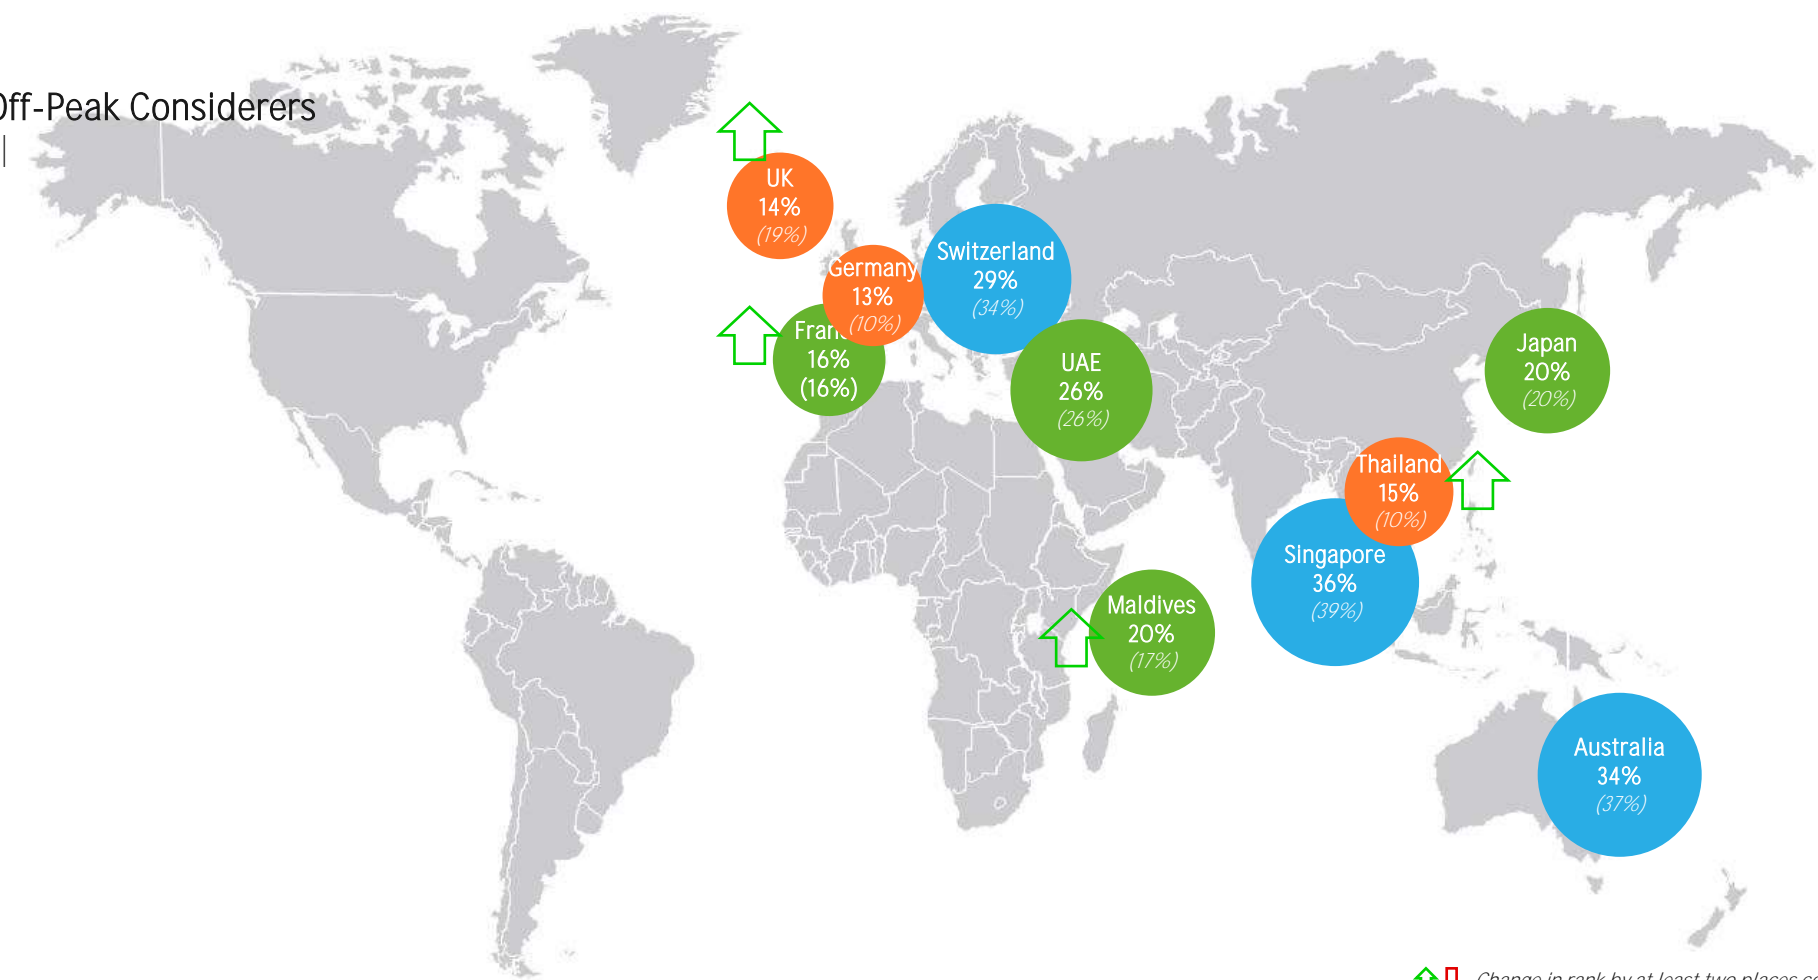 Off-Peak Considerers
UK
14%
(19%)
Germany
13%
(10%)
Switzerland
29%
(34%)
16%
(16%)
UAE
26%
(26%)
Japan
20%
(20%)
Thailand
15%
(10%)
Singapore
36%
(39%)
Maldives
20%
(17%)
Australia
34%
(37%)
Change in rank by at least two places